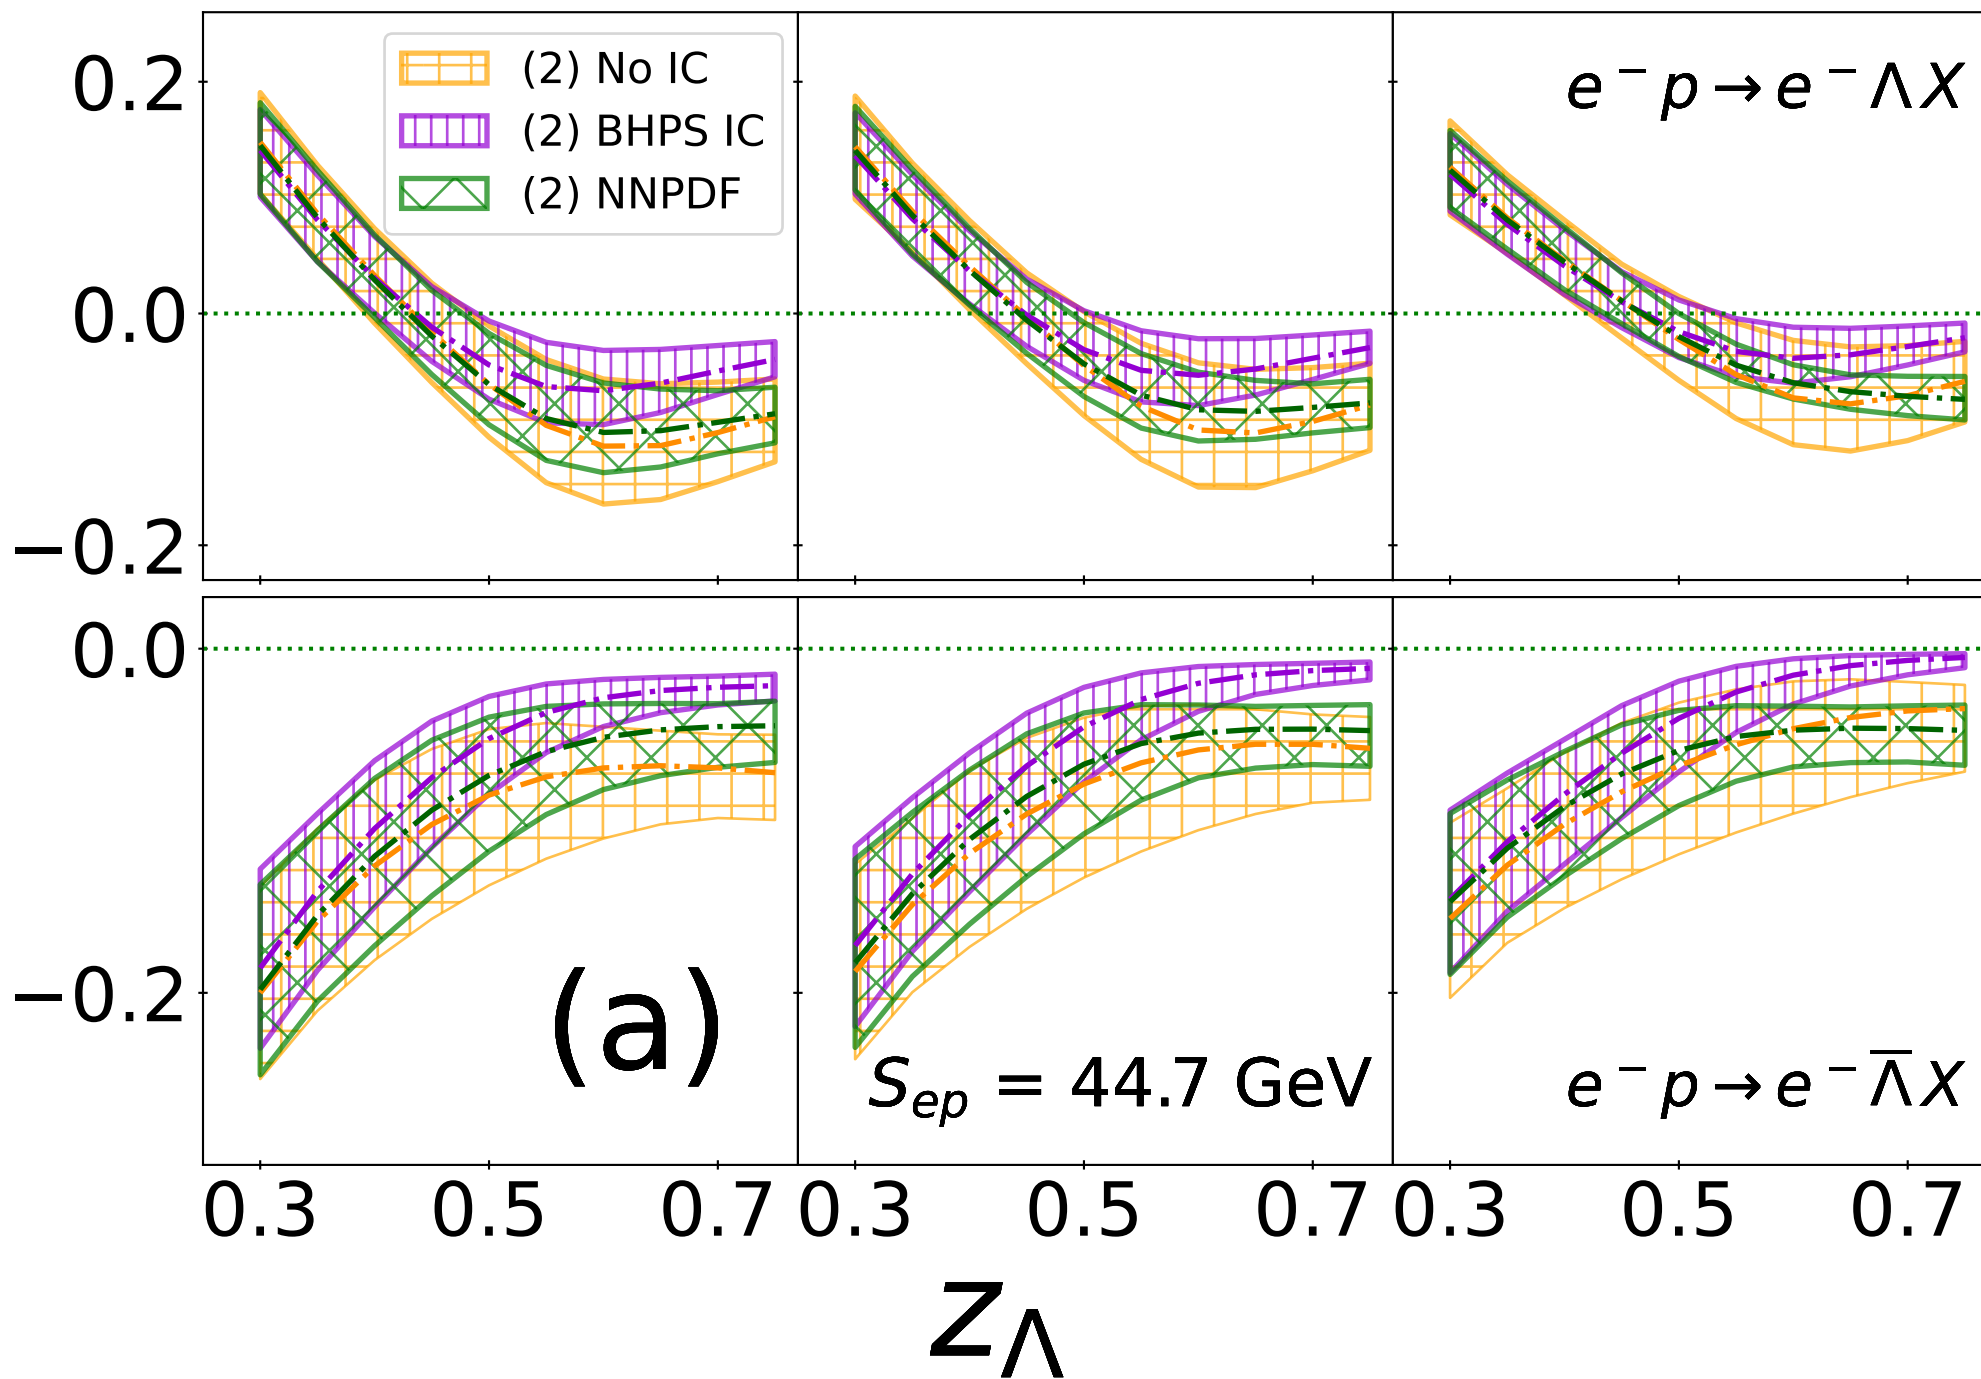 0.2
0.0
−0.2
(2) No IC
(2) BHPS IC
(2) NNPDF
e⁻p → e⁻ΛX
0.0
−0.2
(a)
S_ep = 44.7 GeV
e⁻p → e⁻Λ̅X
0.3 0.5 0.7 0.3 0.5 0.7 0.3 0.5 0.7
z_Λ